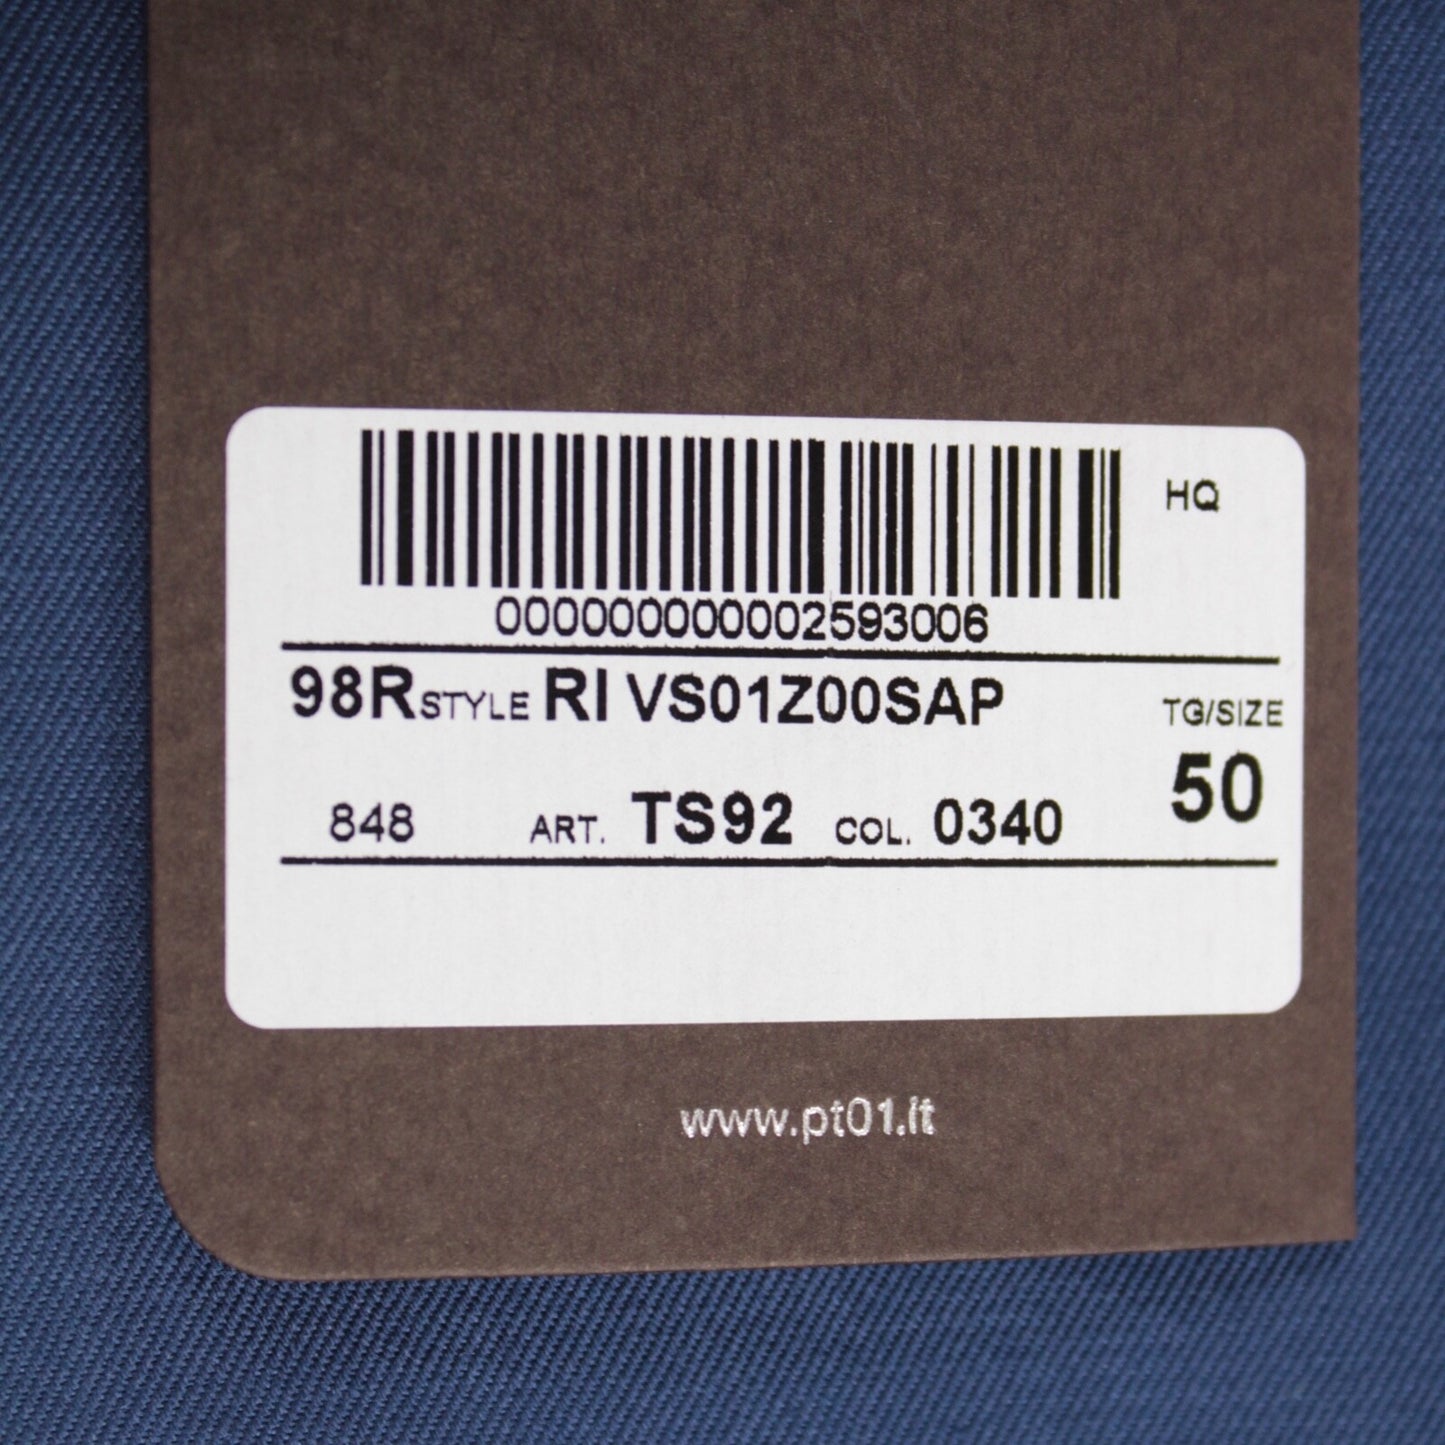 HQ
000000000002593006
98R STYLE RI VS01Z00SAP
TG/SIZE
50
848 ART. TS92 COL. 0340
www.pt01.it